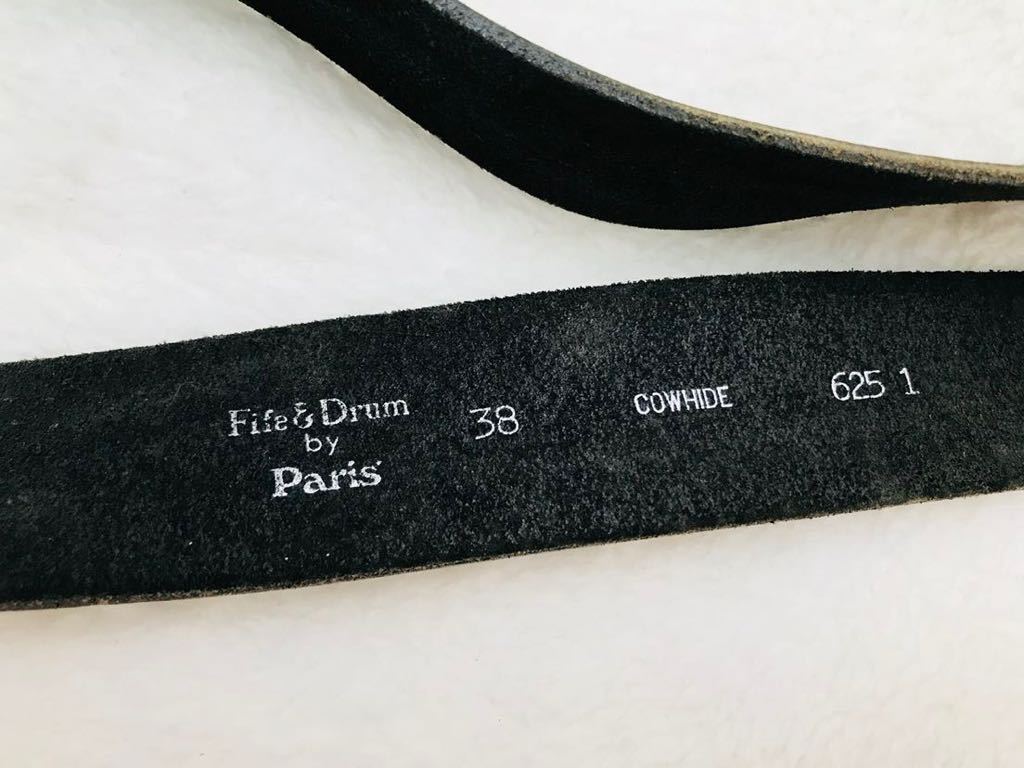 Fife & Drum
by
Paris
38
COWHIDE
625 1